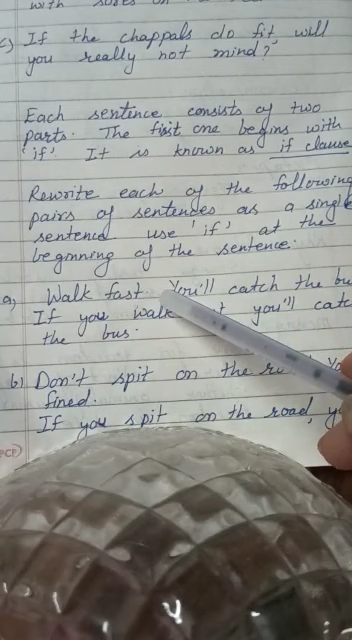 with
c) If the chappals do fit, will
you really not mind?
Each sentence consists of two
parts. The first one begins with
'if'. It is known as if clause
Rewrite each of the following
pairs of sentences as a single
sentence use 'if' at the
beginning of the sentence.
a) Walk fast You'll catch the bu
If you walk t you'll catc
the bus.
b) Don't spit on the
fined.
If you spit on the road, y